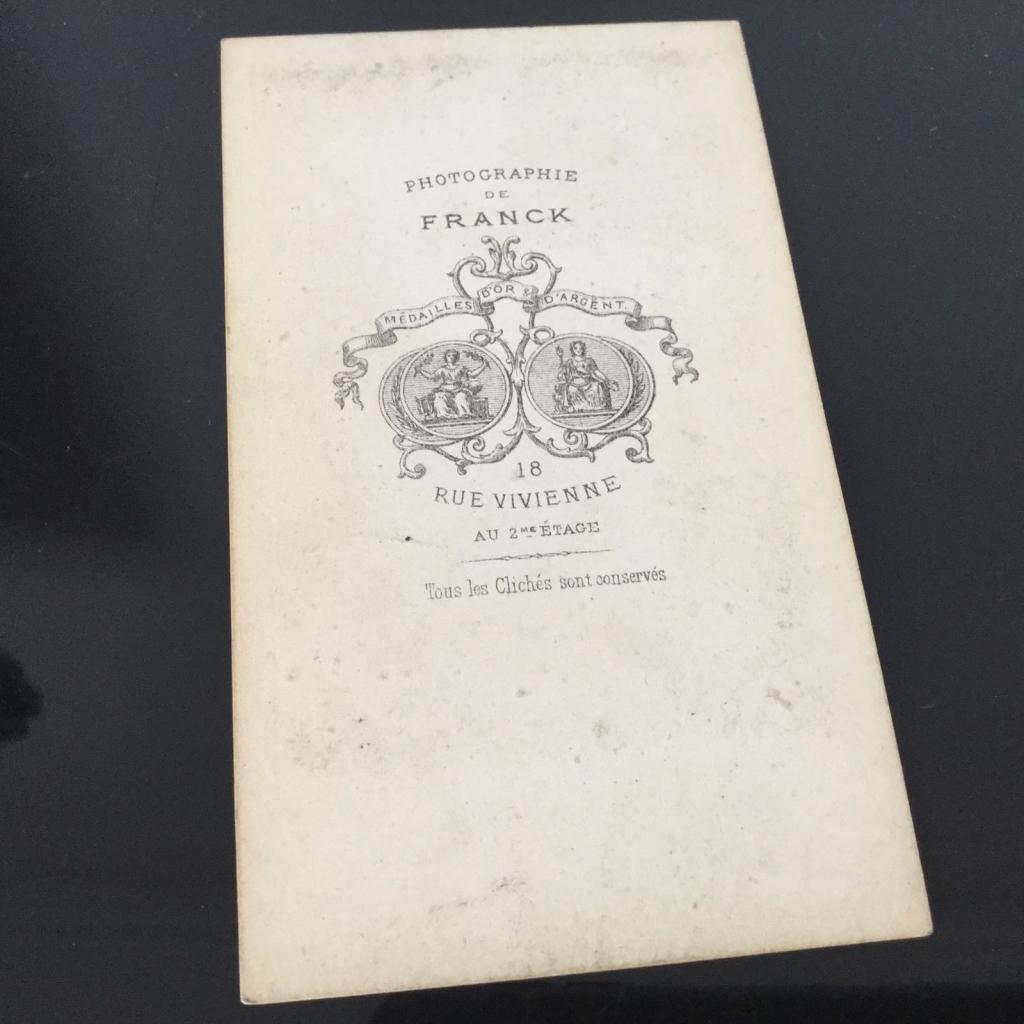 PHOTOGRAPHIE
DE
FRANCK
MÉDAILLES D'OR & D'ARGENT.
18
RUE VIVIENNE
AU 2ME ÉTAGE
Tous les Clichés sont conservés